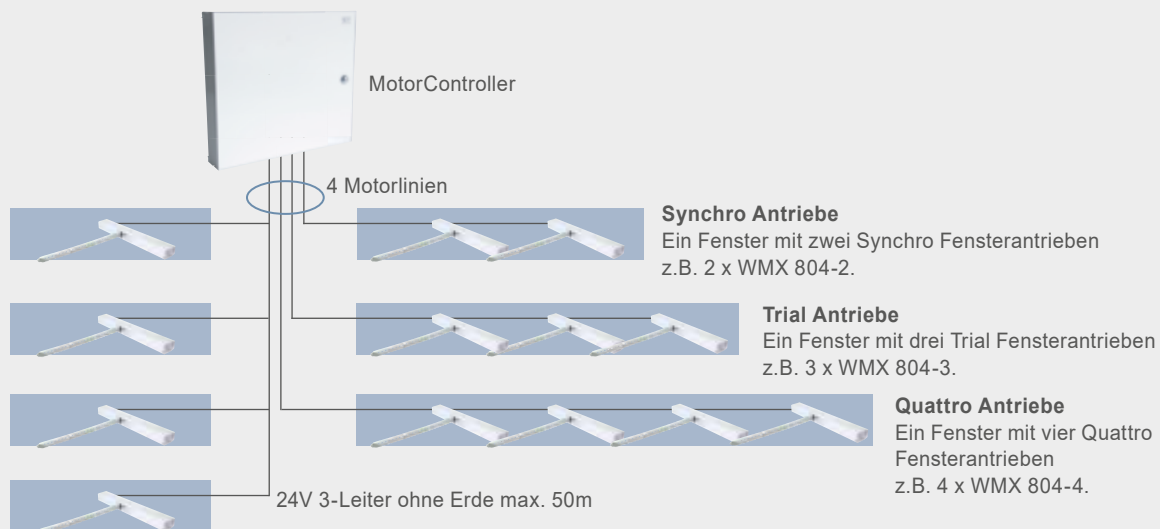 MotorController
4 Motorlinien
Synchro Antriebe
Ein Fenster mit zwei Synchro Fensterantrieben
z.B. 2 x WMX 804-2.
Trial Antriebe
Ein Fenster mit drei Trial Fensterantrieben
z.B. 3 x WMX 804-3.
Quattro Antriebe
Ein Fenster mit vier Quattro
Fensterantrieben
z.B. 4 x WMX 804-4.
24V 3-Leiter ohne Erde max. 50m